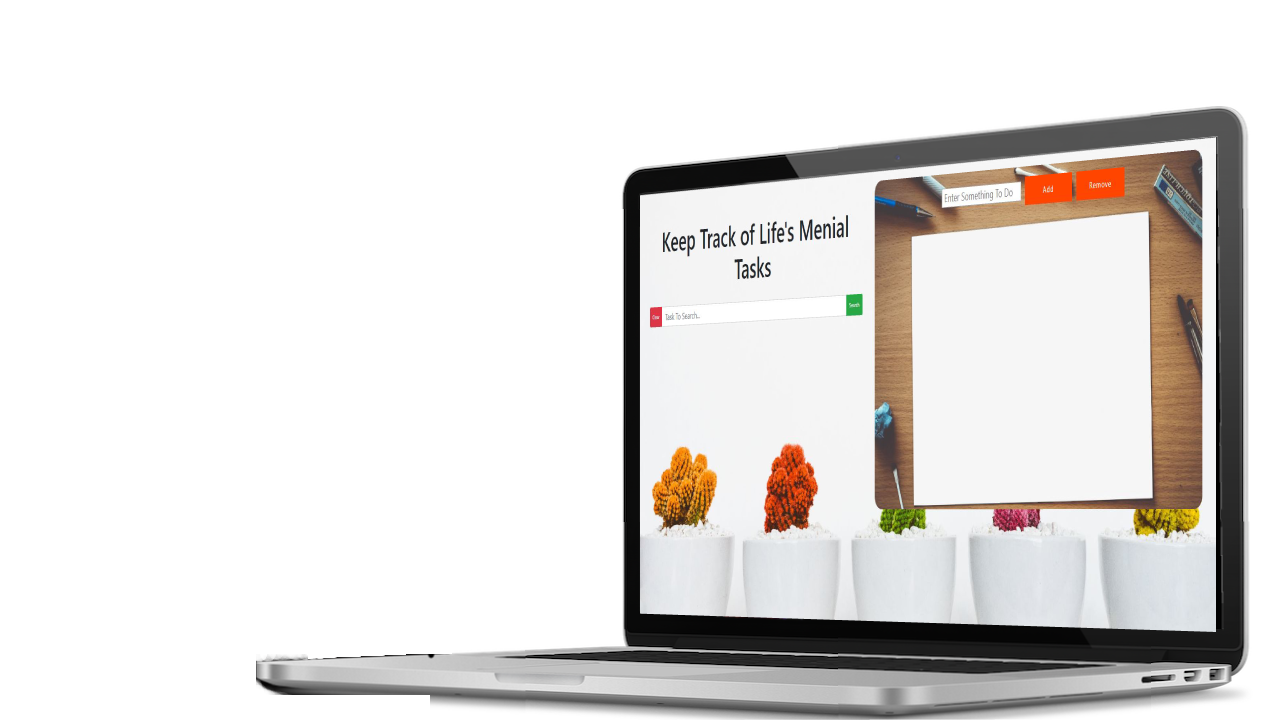 Keep Track of Life's Menial
Tasks
Clear
Task To Search..
Search
Enter Something To Do
Add
Remove